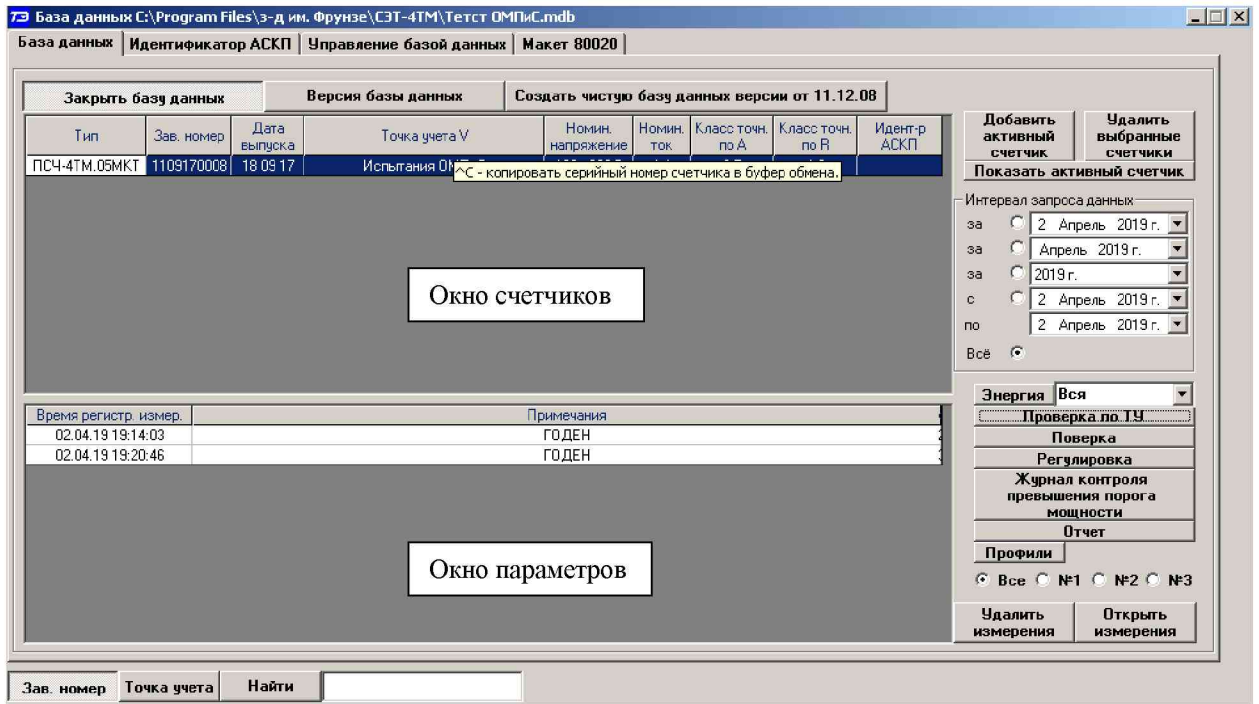 ТЭ База данных C:\Program Files\з-д им. Фрунзе\СЭТ-4ТМ\Тетст ОМПиС.mdb
База данных Идентификатор АСКП Управление базой данных Макет 80020
Закрыть базу данных Версия базы данных Создать чистую базу данных версии от 11.12.08
Тип Зав. номер Дата выпуска Точка учета V Номин. напряжение Номин. ток Класс точн. по A Класс точн. по R Идент-р АСКП
ПСЧ-4ТМ.05МКТ 1109170008 18 09 17 Испытания
^C - копировать серийный номер счетчика в буфер обмена.
Окно счетчиков
Добавить активный счетчик
Удалить выбранные счетчики
Показать активный счетчик
Интервал запроса данных
за 2 Апрель 2019 г.
за Апрель 2019 г.
за 2019 г.
с 2 Апрель 2019 г.
по 2 Апрель 2019 г.
Всё
Время регистр. измер. Примечания
02.04.19 19:14:03 ГОДЕН
02.04.19 19:20:46 ГОДЕН
Окно параметров
Энергия Вся
Проверка по ТУ
Поверка
Регулировка
Журнал контроля превышения порога мощности
Отчет
Профили
Все №1 №2 №3
Удалить измерения
Открыть измерения
Зав. номер Точка учета Найти